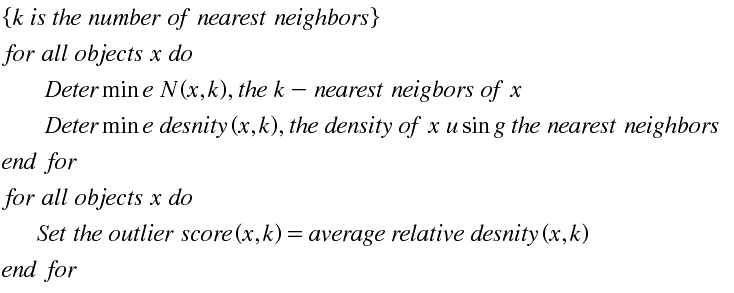 {k is the number of nearest neighbors}
for all objects x do
Deter min e N(x,k), the k − nearest neigbors of x
Deter min e desnity(x,k), the density of x u sin g the nearest neighbors
end for
for all objects x do
Set the outlier score(x,k) = average relative desnity(x,k)
end for